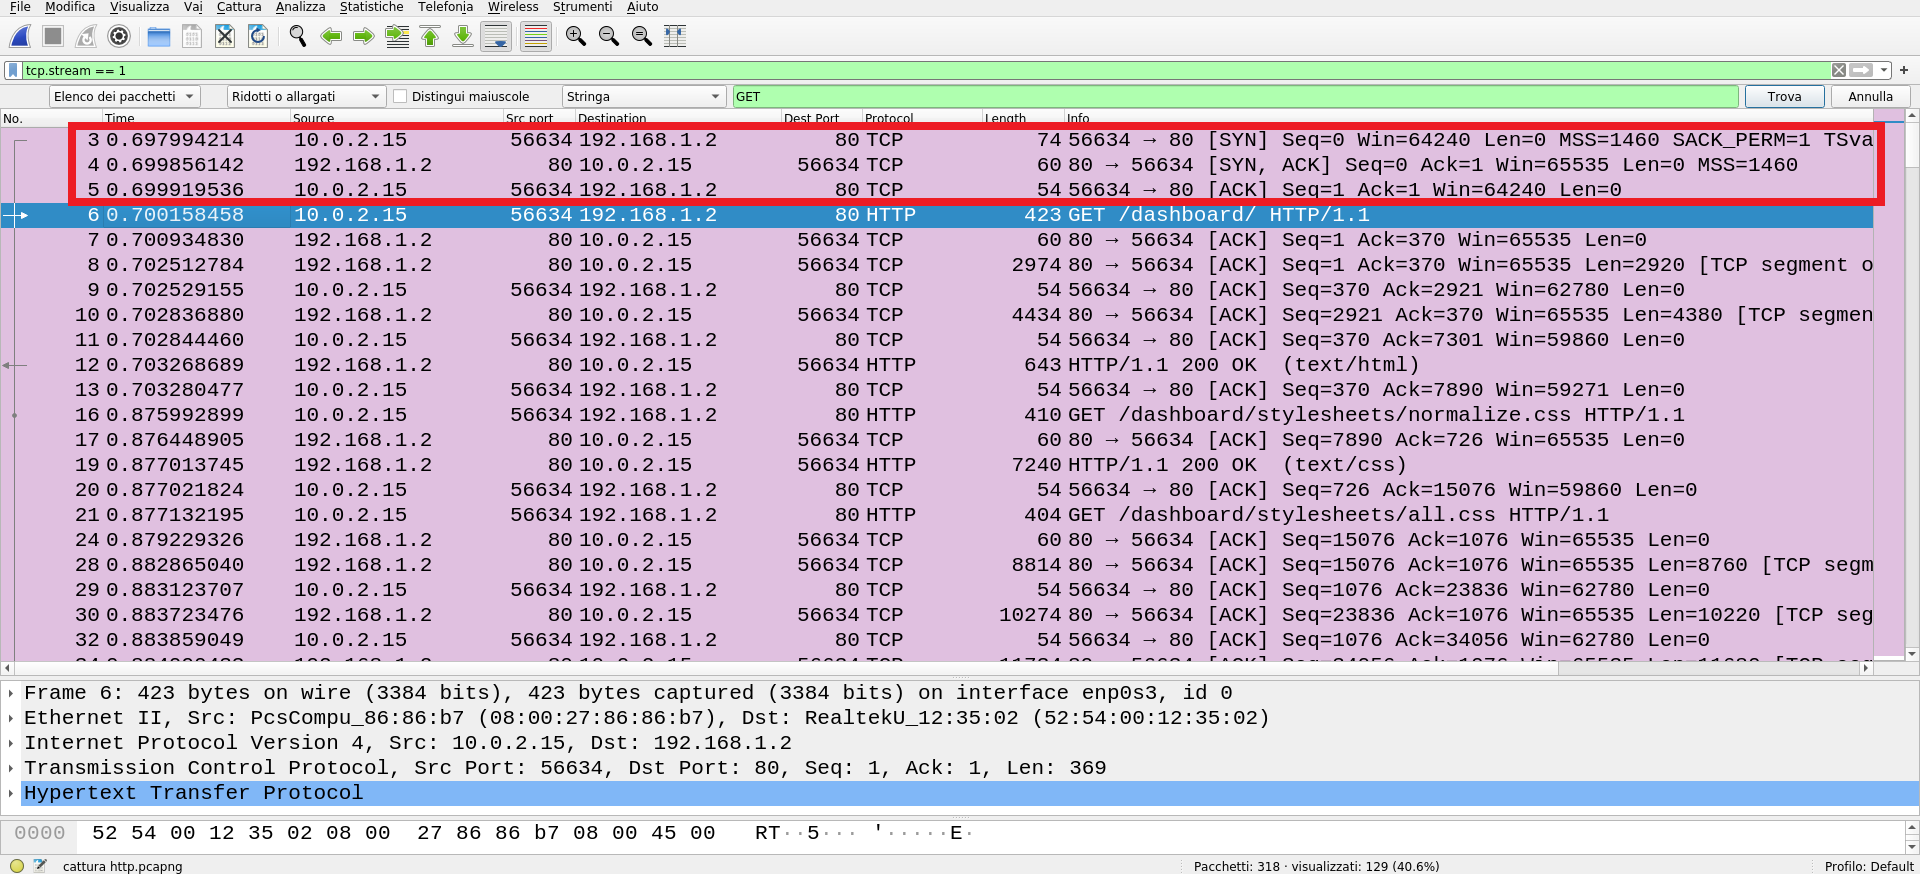 File Modifica Visualizza Vai Cattura Analizza Statistiche Telefonia Wireless Strumenti Aiuto
tcp.stream == 1
Elenco dei pacchetti Ridotti o allargati Distingui maiuscole Stringa GET Trova Annulla
No. Time Source Src port Destination Dest Port Protocol Length Info
3 0.697994214 10.0.2.15 56634 192.168.1.2 80 TCP 74 56634 → 80 [SYN] Seq=0 Win=64240 Len=0 MSS=1460 SACK_PERM=1 TSva
4 0.699856142 192.168.1.2 80 10.0.2.15 56634 TCP 60 80 → 56634 [SYN, ACK] Seq=0 Ack=1 Win=65535 Len=0 MSS=1460
5 0.699919536 10.0.2.15 56634 192.168.1.2 80 TCP 54 56634 → 80 [ACK] Seq=1 Ack=1 Win=64240 Len=0
6 0.700158458 10.0.2.15 56634 192.168.1.2 80 HTTP 423 GET /dashboard/ HTTP/1.1
7 0.700934830 192.168.1.2 80 10.0.2.15 56634 TCP 60 80 → 56634 [ACK] Seq=1 Ack=370 Win=65535 Len=0
8 0.702512784 192.168.1.2 80 10.0.2.15 56634 TCP 2974 80 → 56634 [ACK] Seq=1 Ack=370 Win=65535 Len=2920 [TCP segment o
9 0.702529155 10.0.2.15 56634 192.168.1.2 80 TCP 54 56634 → 80 [ACK] Seq=370 Ack=2921 Win=62780 Len=0
10 0.702836880 192.168.1.2 80 10.0.2.15 56634 TCP 4434 80 → 56634 [ACK] Seq=2921 Ack=370 Win=65535 Len=4380 [TCP segmen
11 0.702844460 10.0.2.15 56634 192.168.1.2 80 TCP 54 56634 → 80 [ACK] Seq=370 Ack=7301 Win=59860 Len=0
12 0.703268689 192.168.1.2 80 10.0.2.15 56634 HTTP 643 HTTP/1.1 200 OK (text/html)
13 0.703280477 10.0.2.15 56634 192.168.1.2 80 TCP 54 56634 → 80 [ACK] Seq=370 Ack=7890 Win=59271 Len=0
16 0.875992899 10.0.2.15 56634 192.168.1.2 80 HTTP 410 GET /dashboard/stylesheets/normalize.css HTTP/1.1
17 0.876448905 192.168.1.2 80 10.0.2.15 56634 TCP 60 80 → 56634 [ACK] Seq=7890 Ack=726 Win=65535 Len=0
19 0.877013745 192.168.1.2 80 10.0.2.15 56634 HTTP 7240 HTTP/1.1 200 OK (text/css)
20 0.877021824 10.0.2.15 56634 192.168.1.2 80 TCP 54 56634 → 80 [ACK] Seq=726 Ack=15076 Win=59860 Len=0
21 0.877132195 10.0.2.15 56634 192.168.1.2 80 HTTP 404 GET /dashboard/stylesheets/all.css HTTP/1.1
24 0.879229326 192.168.1.2 80 10.0.2.15 56634 TCP 60 80 → 56634 [ACK] Seq=15076 Ack=1076 Win=65535 Len=0
28 0.882865040 192.168.1.2 80 10.0.2.15 56634 TCP 8814 80 → 56634 [ACK] Seq=15076 Ack=1076 Win=65535 Len=8760 [TCP segm
29 0.883123707 10.0.2.15 56634 192.168.1.2 80 TCP 54 56634 → 80 [ACK] Seq=1076 Ack=23836 Win=62780 Len=0
30 0.883723476 192.168.1.2 80 10.0.2.15 56634 TCP 10274 80 → 56634 [ACK] Seq=23836 Ack=1076 Win=65535 Len=10220 [TCP seg
32 0.883859049 10.0.2.15 56634 192.168.1.2 80 TCP 54 56634 → 80 [ACK] Seq=1076 Ack=34056 Win=62780 Len=0
Frame 6: 423 bytes on wire (3384 bits), 423 bytes captured (3384 bits) on interface enp0s3, id 0
Ethernet II, Src: PcsCompu_86:86:b7 (08:00:27:86:86:b7), Dst: RealtekU_12:35:02 (52:54:00:12:35:02)
Internet Protocol Version 4, Src: 10.0.2.15, Dst: 192.168.1.2
Transmission Control Protocol, Src Port: 56634, Dst Port: 80, Seq: 1, Ack: 1, Len: 369
Hypertext Transfer Protocol
0000 52 54 00 12 35 02 08 00 27 86 86 b7 08 00 45 00 RT··5··· '·····E·
cattura http.pcapng Pacchetti: 318 · visualizzati: 129 (40.6%) Profilo: Default